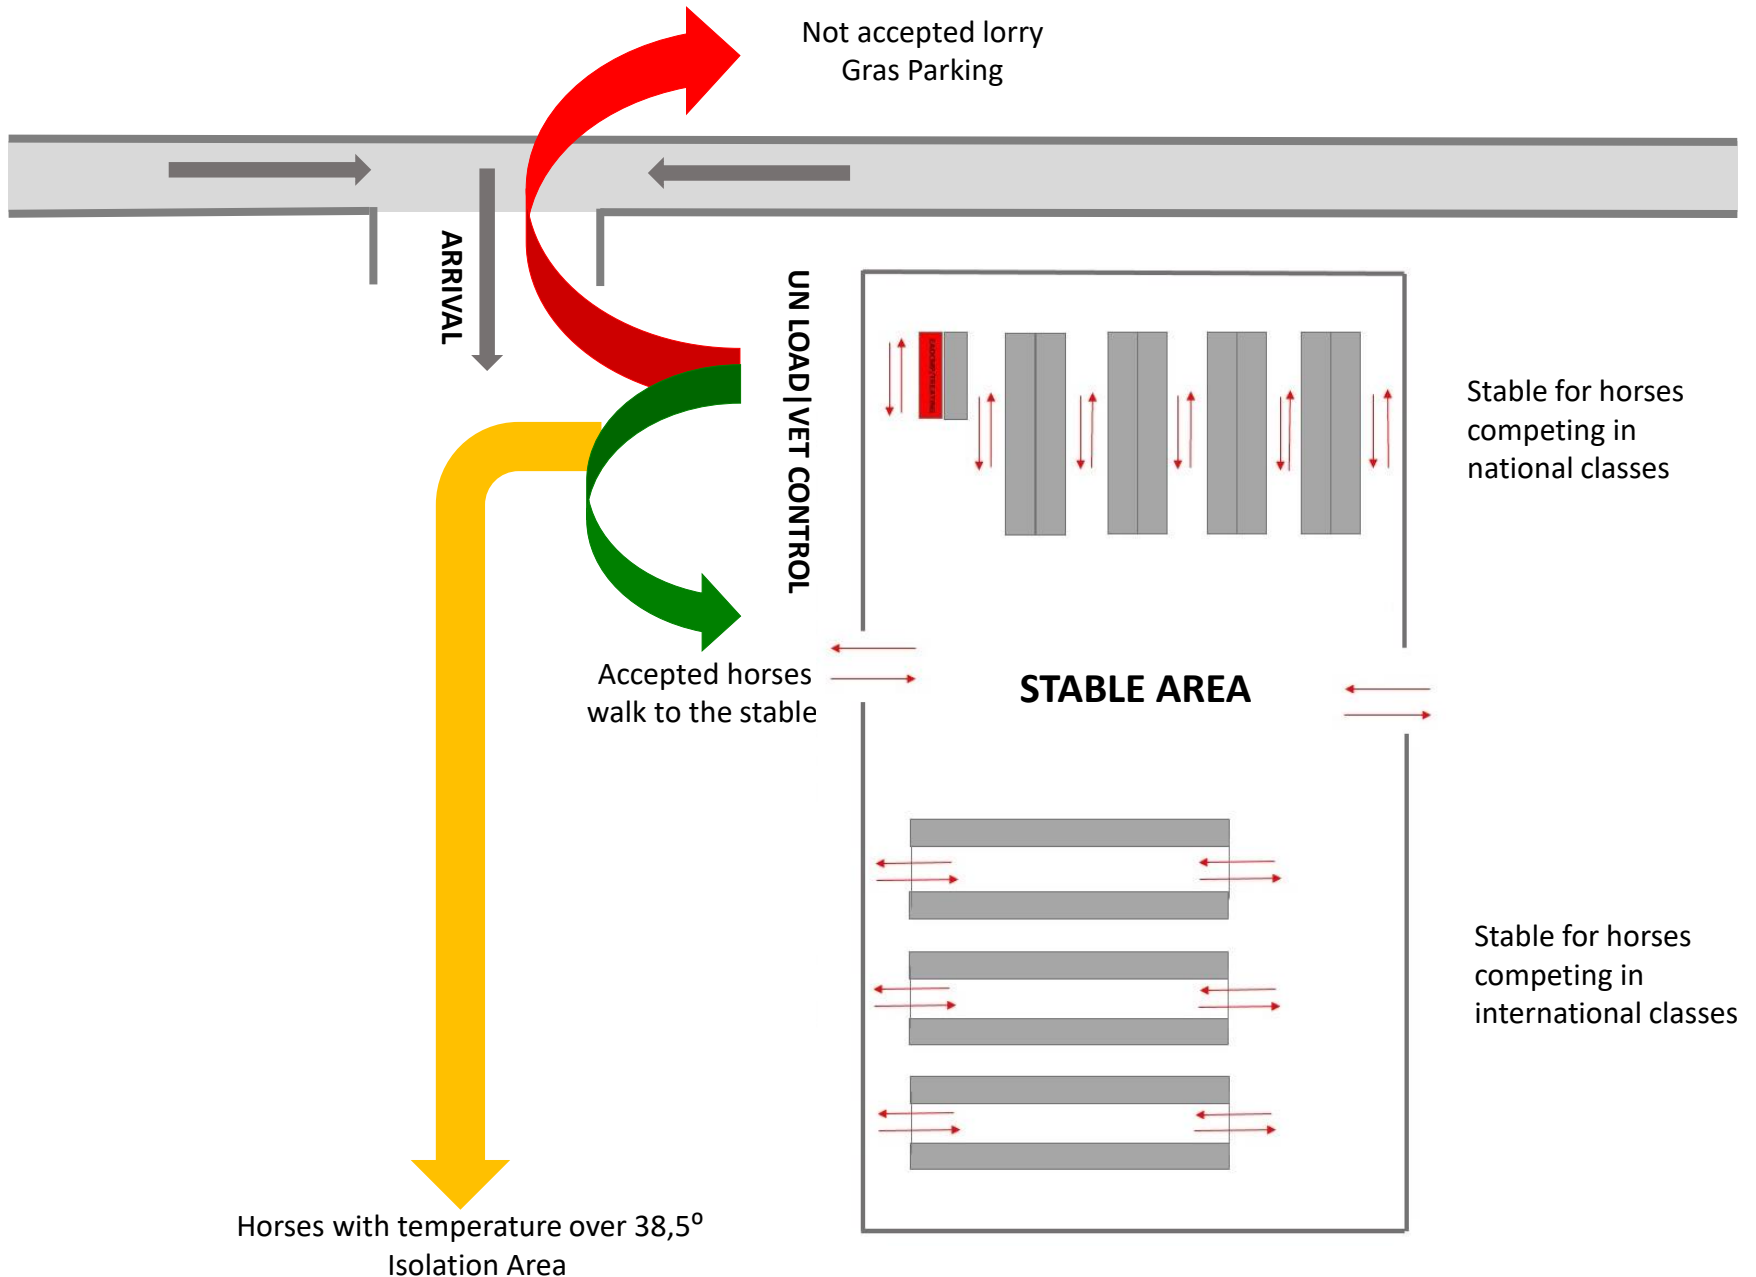 Not accepted lorry
Gras Parking
ARRIVAL
UN LOAD|VET CONTROL
Stable for horses
competing in
national classes
Accepted horses
walk to the stable
STABLE AREA
Stable for horses
competing in
international classes
Horses with temperature over 38,5⁰
Isolation Area